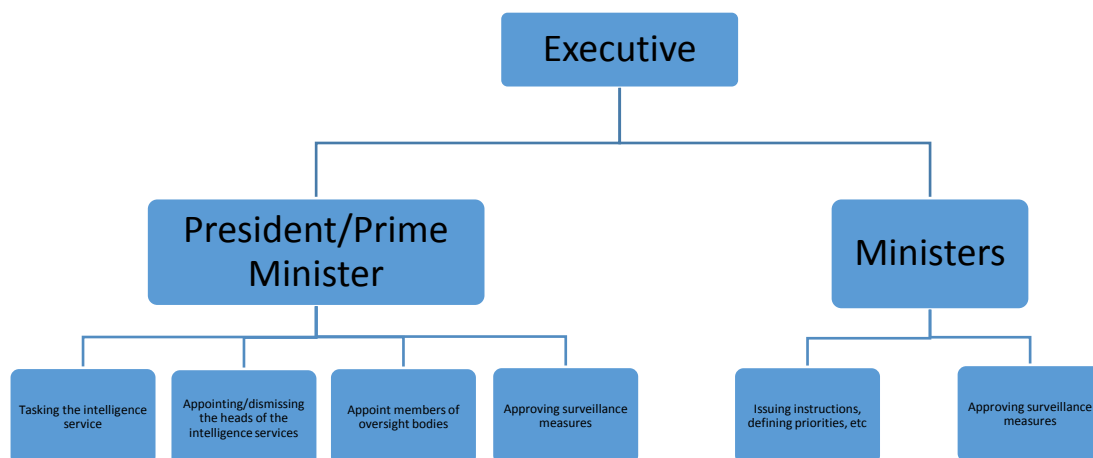 Executive
President/Prime
Minister
Ministers
Tasking the intelligence
service
Appointing/dismissing
the heads of the
intelligence services
Appoint members of
oversight bodies
Approving surveillance
measures
Issuing instructions,
defining priorities, etc
Approving surveillance
measures